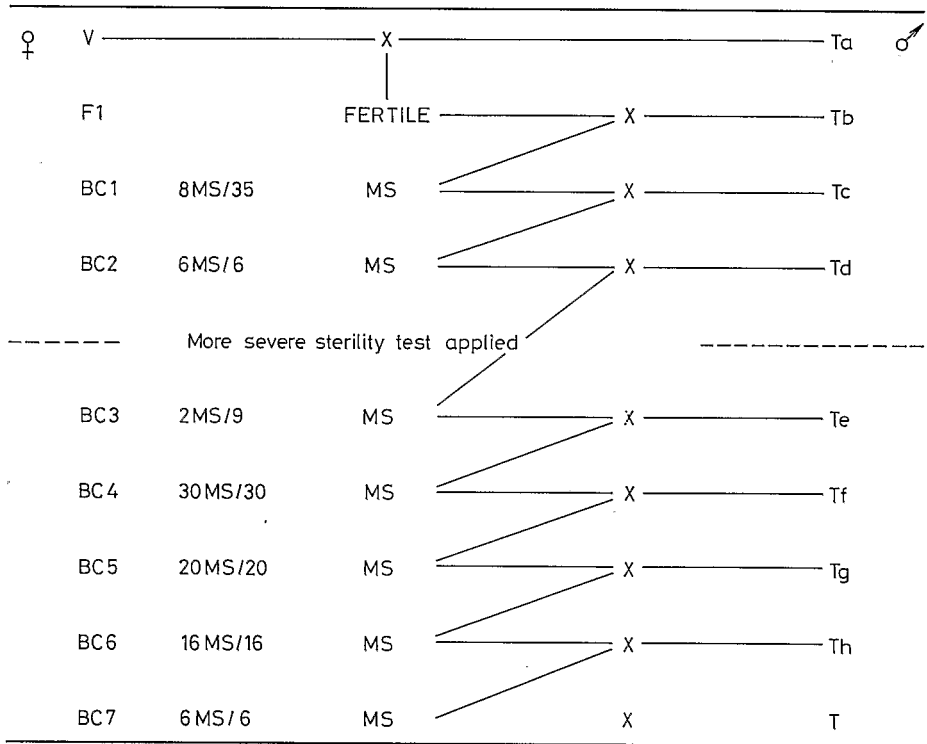 ♀ V X Ta ♂
F1 FERTILE X Tb
BC1 8MS/35 MS X Tc
BC2 6MS/6 MS X Td
More severe sterility test applied
BC3 2MS/9 MS X Te
BC4 30MS/30 MS X Tf
BC5 20MS/20 MS X Tg
BC6 16MS/16 MS X Th
BC7 6MS/6 MS X T